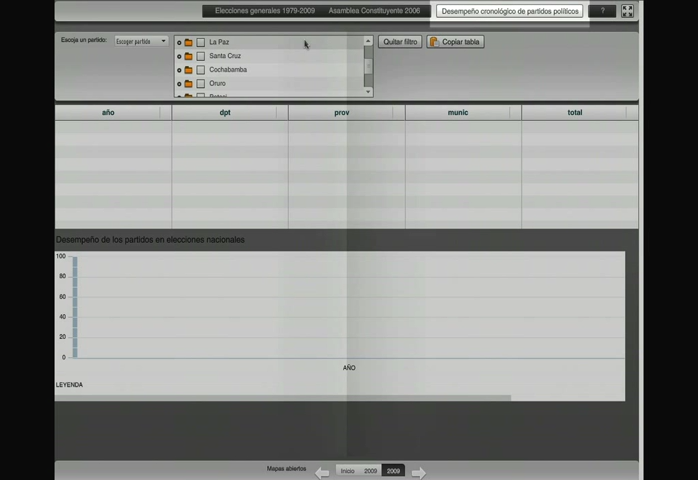 Elecciones generales 1979-2009 Asamblea Constituyente 2006 Desempeño cronológico de partidos políticos ?
Escoja un partido: Escoger partido La Paz Quitar filtro Copiar tabla
Santa Cruz
Cochabamba
Oruro
año dpt prov munic total
Desempeño de los partidos en elecciones nacionales
100
80
60
40
20
0
AÑO
LEYENDA
Mapas abiertos Inicio 2009 2009